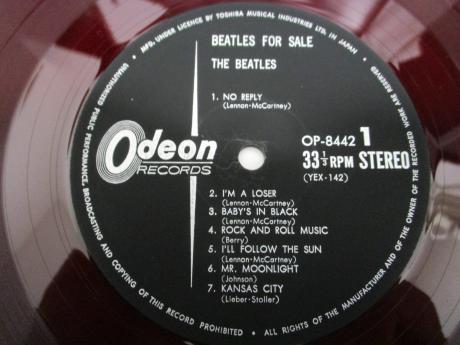 MFD. UNDER LICENCE BY TOSHIBA MUSICAL INDUSTRIES LTD. IN JAPAN • ALL RIGHTS OF THE MANUFACTURER AND OF THE OWNER OF THE RECORDED WORK ARE RESERVED
UNAUTHORIZED PUBLIC PERFORMANCE, BROADCASTING AND COPYING OF THIS RECORD PROHIBITED •
BEATLES FOR SALE
THE BEATLES
1. NO REPLY
(Lennon-McCartney)
Odeon
RECORDS
OP-8442 1
33⅓ RPM STEREO
(YEX-142)
2. I'M A LOSER
(Lennon-McCartney)
3. BABY'S IN BLACK
(Lennon-McCartney)
4. ROCK AND ROLL MUSIC
(Berry)
5. I'LL FOLLOW THE SUN
(Lennon-McCartney)
6. MR. MOONLIGHT
(Johnson)
7. KANSAS CITY
(Lieber-Stoller)